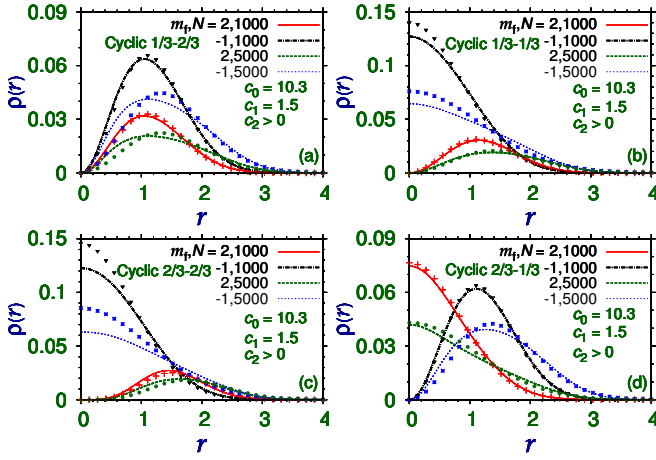 0.09
0.06
0.03
0
ρ(r)
m_f,N = 2,1000
Cyclic 1/3-2/3
-1,1000
2,5000
-1,5000
c_0 = 10.3
c_1 = 1.5
c_2 > 0
(a)
0 1 2 3 4
r
0.15
0.1
0.05
0
ρ(r)
m_f,N = 2,1000
Cyclic 1/3-1/3
-1,1000
2,5000
-1,5000
c_0 = 10.3
c_1 = 1.5
c_2 > 0
(b)
0 1 2 3 4
r
0.15
0.1
0.05
0
ρ(r)
m_f,N = 2,1000
-1,1000
Cyclic 2/3-2/3
2,5000
-1,5000
c_0 = 10.3
c_1 = 1.5
c_2 > 0
(c)
0 1 2 3 4
r
0.09
0.06
0.03
0
ρ(r)
m_f,N = 2,1000
-1,1000
Cyclic 2/3-1/3
2,5000
-1,5000
c_0 = 10.3
c_1 = 1.5
c_2 > 0
(d)
0 1 2 3 4
r